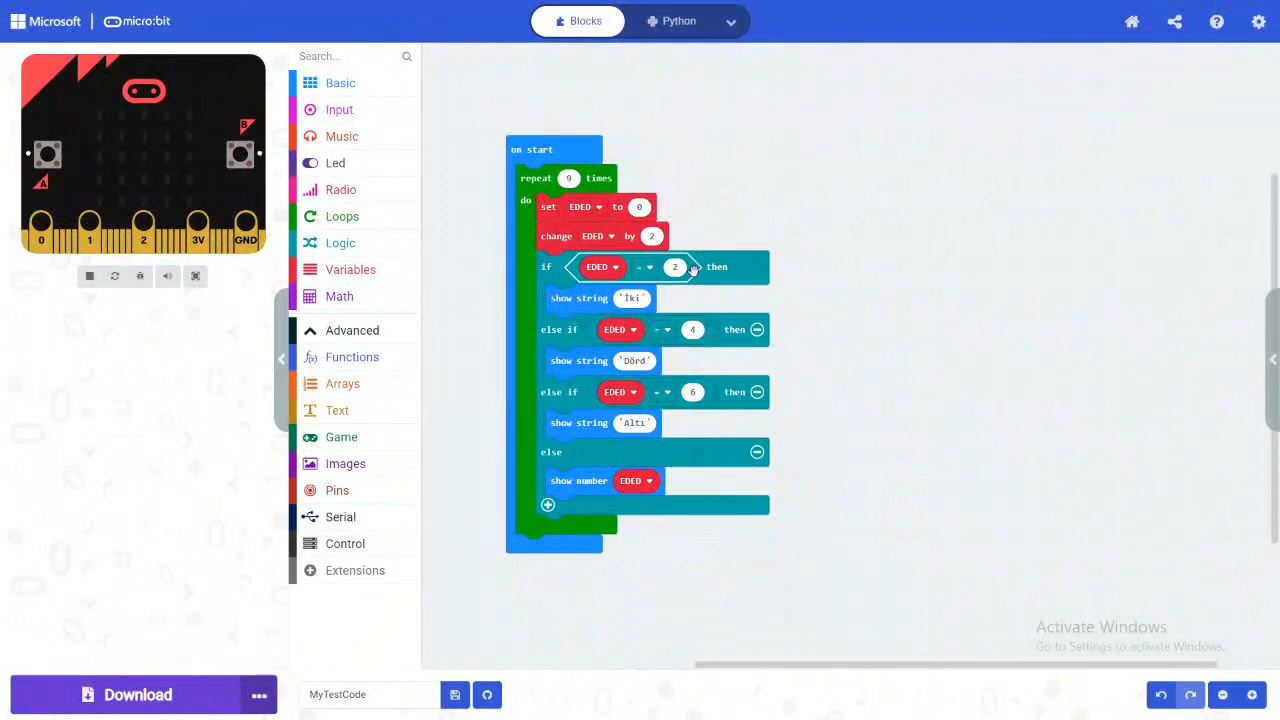 Microsoft micro:bit Blocks Python
Search...
Basic
Input
Music
Led
Radio
Loops
Logic
Variables
Math
Advanced
Functions
Arrays
Text
Game
Images
Pins
Serial
Control
Extensions
A
B
0 1 2 3V GND
on start
repeat 9 times
do set EDED to 0
change EDED by 2
if EDED = 2 then
show string "İki"
else if EDED = 4 then
show string "Dörd"
else if EDED = 6 then
show string "Altı"
else
show number EDED
Activate Windows
Go to Settings to activate Windows.
Download ••• MyTestCode